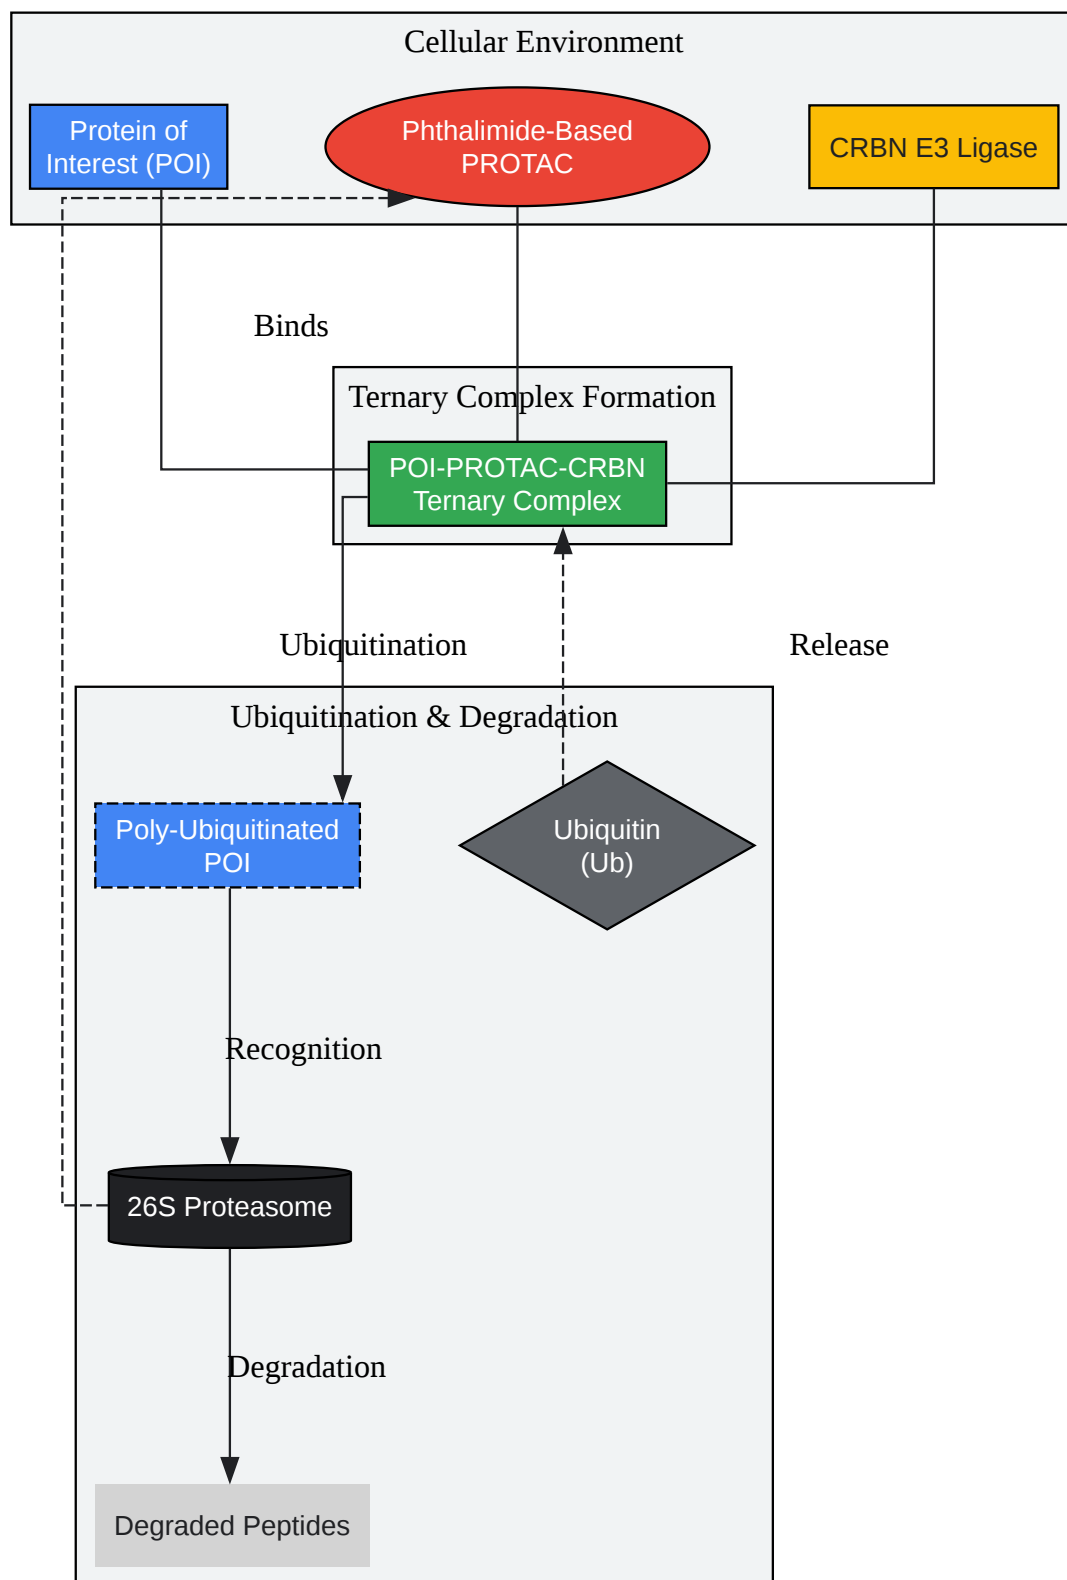 Cellular Environment
Protein of
Interest (POI)
Phthalimide-Based
PROTAC
CRBN E3 Ligase
Binds
Ternary Complex Formation
POI-PROTAC-CRBN
Ternary Complex
Ubiquitination
Release
Ubiquitination & Degradation
Poly-Ubiquitinated
POI
Ubiquitin
(Ub)
Recognition
26S Proteasome
Degradation
Degraded Peptides